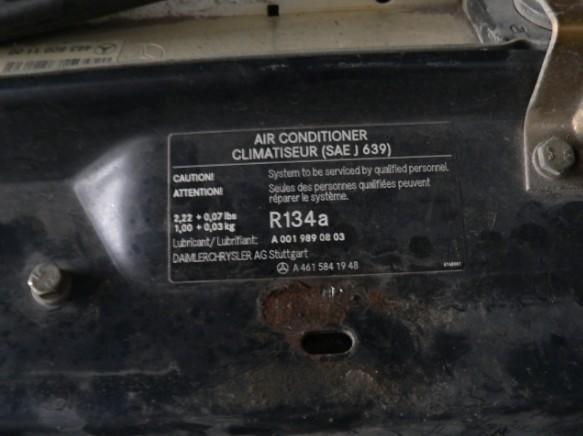 AIR CONDITIONER
CLIMATISEUR (SAE J 639)
CAUTION! System to be serviced by qualified personnel.
ATTENTION! Seules des personnes qualifiées peuvent
réparer le système.
2,22 + 0,07 lbs
1,00 + 0,03 kg
R134a
Lubricant/ Lubrifiant: A 001 989 08 03
DAIMLERCHRYSLER AG Stuttgart
A 461 584 19 48